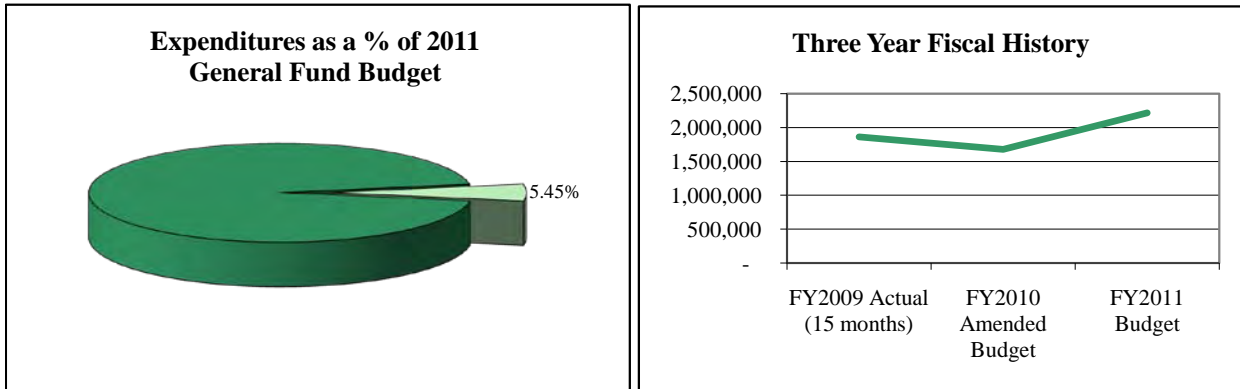 Expenditures as a % of 2011
General Fund Budget
5.45%
Three Year Fiscal History
2,500,000
2,000,000
1,500,000
1,000,000
500,000
-
FY2009 Actual
(15 months)
FY2010
Amended
Budget
FY2011
Budget